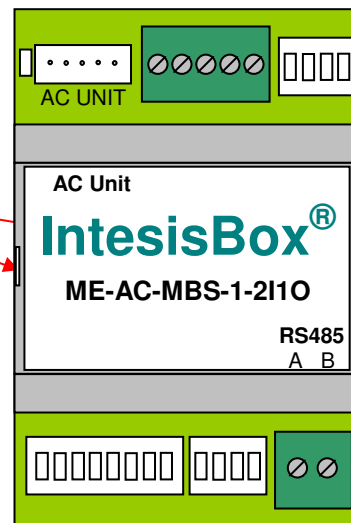 AC UNIT
AC Unit
IntesisBox®
ME-AC-MBS-1-2I1O
RS485
A B